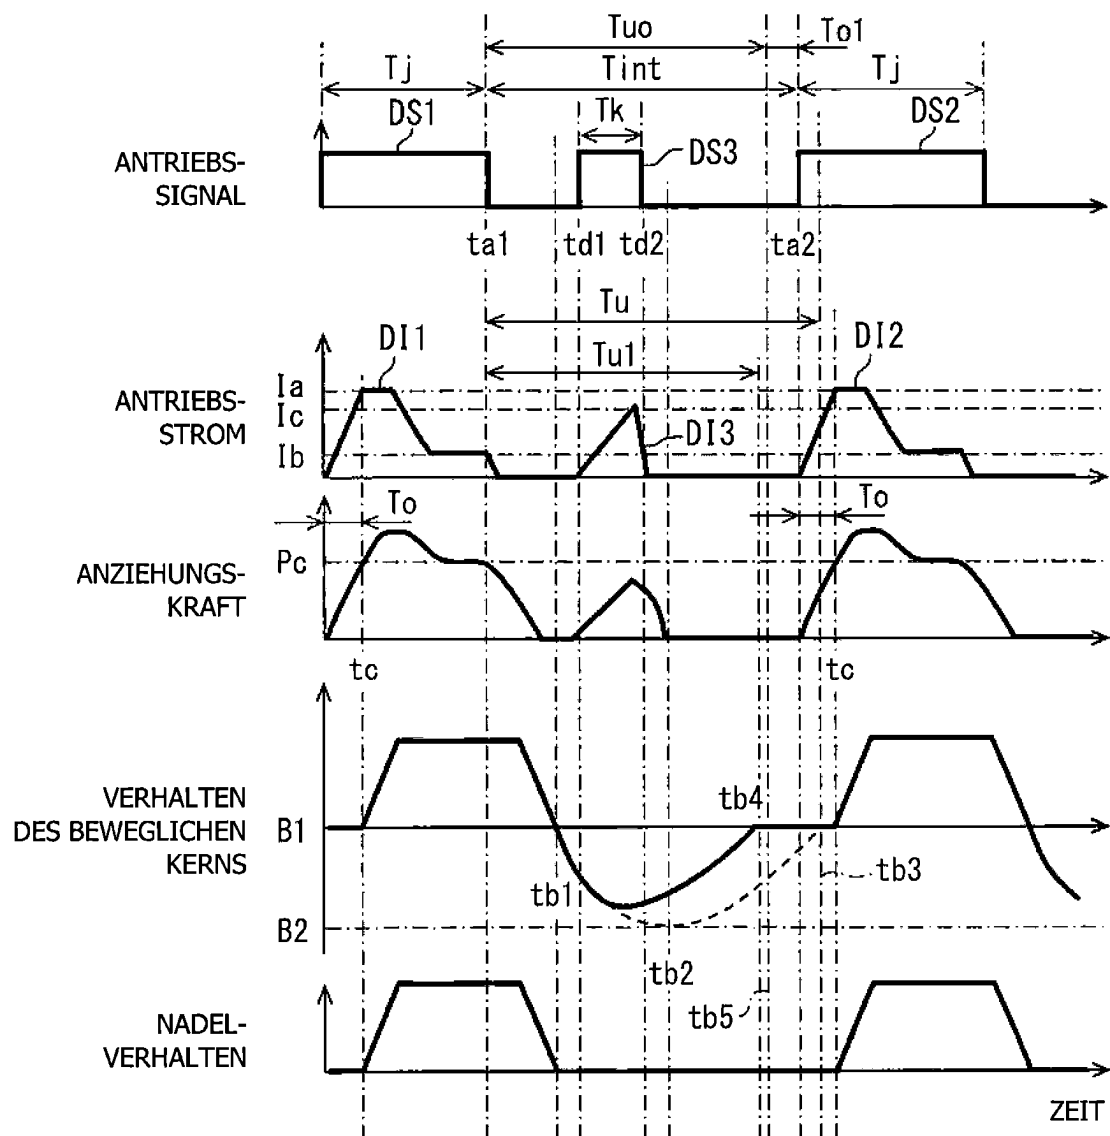 Tuo
To1
Tj
Tint
Tj
DS1
Tk
DS2
DS3
ANTRIEBS-
SIGNAL
ta1
td1
td2
ta2
Tu
DI1
Tu1
DI2
Ia
Ic
Ib
ANTRIEBS-
STROM
DI3
To
To
Pc
ANZIEHUNGS-
KRAFT
tc
tc
VERHALTEN
DES BEWEGLICHEN
KERNS
tb4
B1
tb1
tb3
B2
tb2
tb5
NADEL-
VERHALTEN
ZEIT